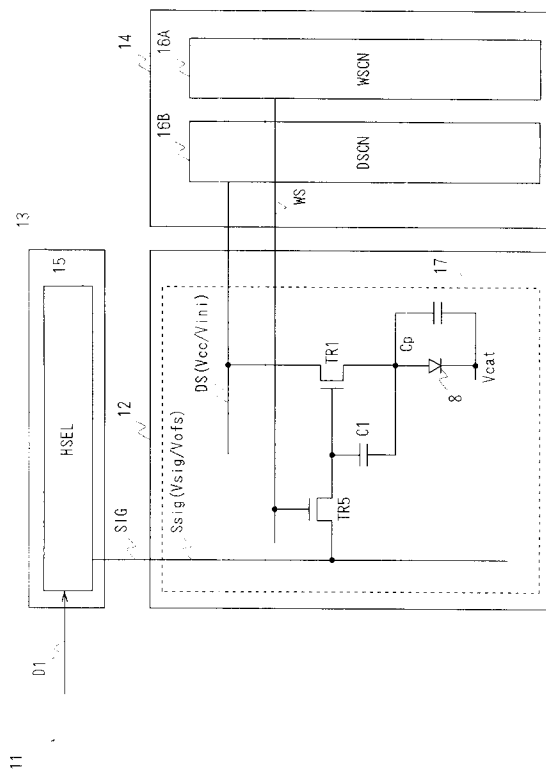 11
D1
13
HSEL
15
SIG
12
Ssig(Vsig/Vofs)
DS(Vcc/Vini)
WS
14
16A
WSCN
16B
DSCN
17
TR5
TR1
C1
Cp
8
Vcat